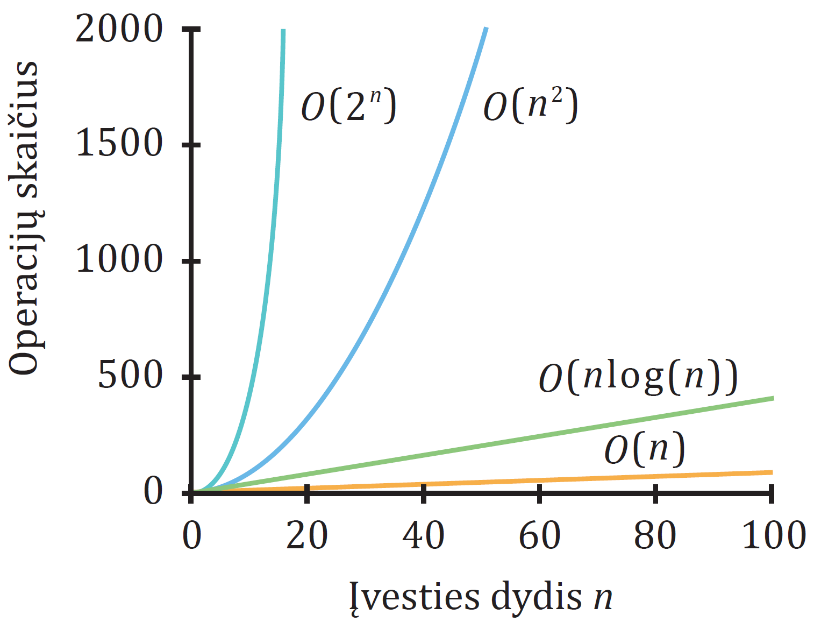 Operacijų skaičius
2000
1500
1000
500
0
O(2ⁿ)
O(n²)
O(nlog(n))
O(n)
0 20 40 60 80 100
Įvesties dydis n